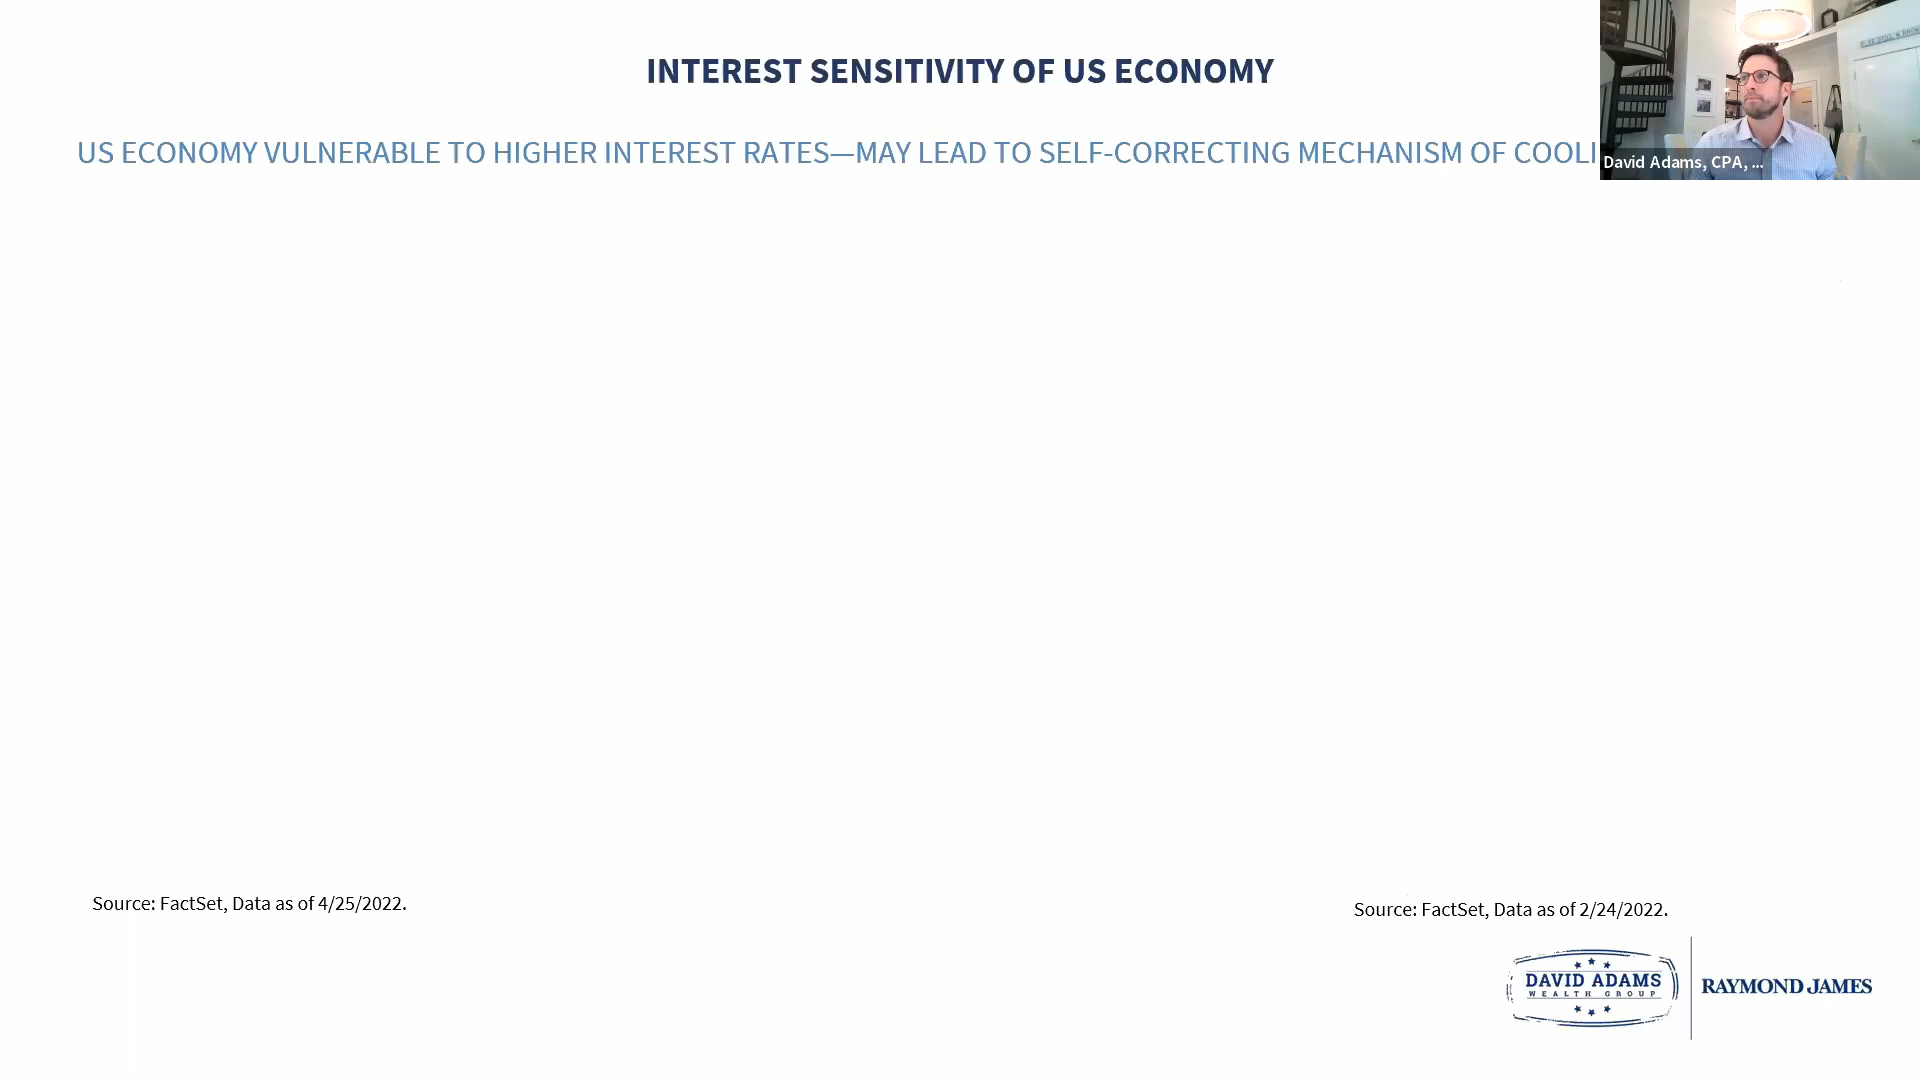 INTEREST SENSITIVITY OF US ECONOMY
US ECONOMY VULNERABLE TO HIGHER INTEREST RATES—MAY LEAD TO SELF-CORRECTING MECHANISM OF
David Adams, CPA, ...
Source: FactSet, Data as of 4/25/2022.
Source: FactSet, Data as of 2/24/2022.
DAVID ADAMS
WEALTH GROUP
RAYMOND JAMES